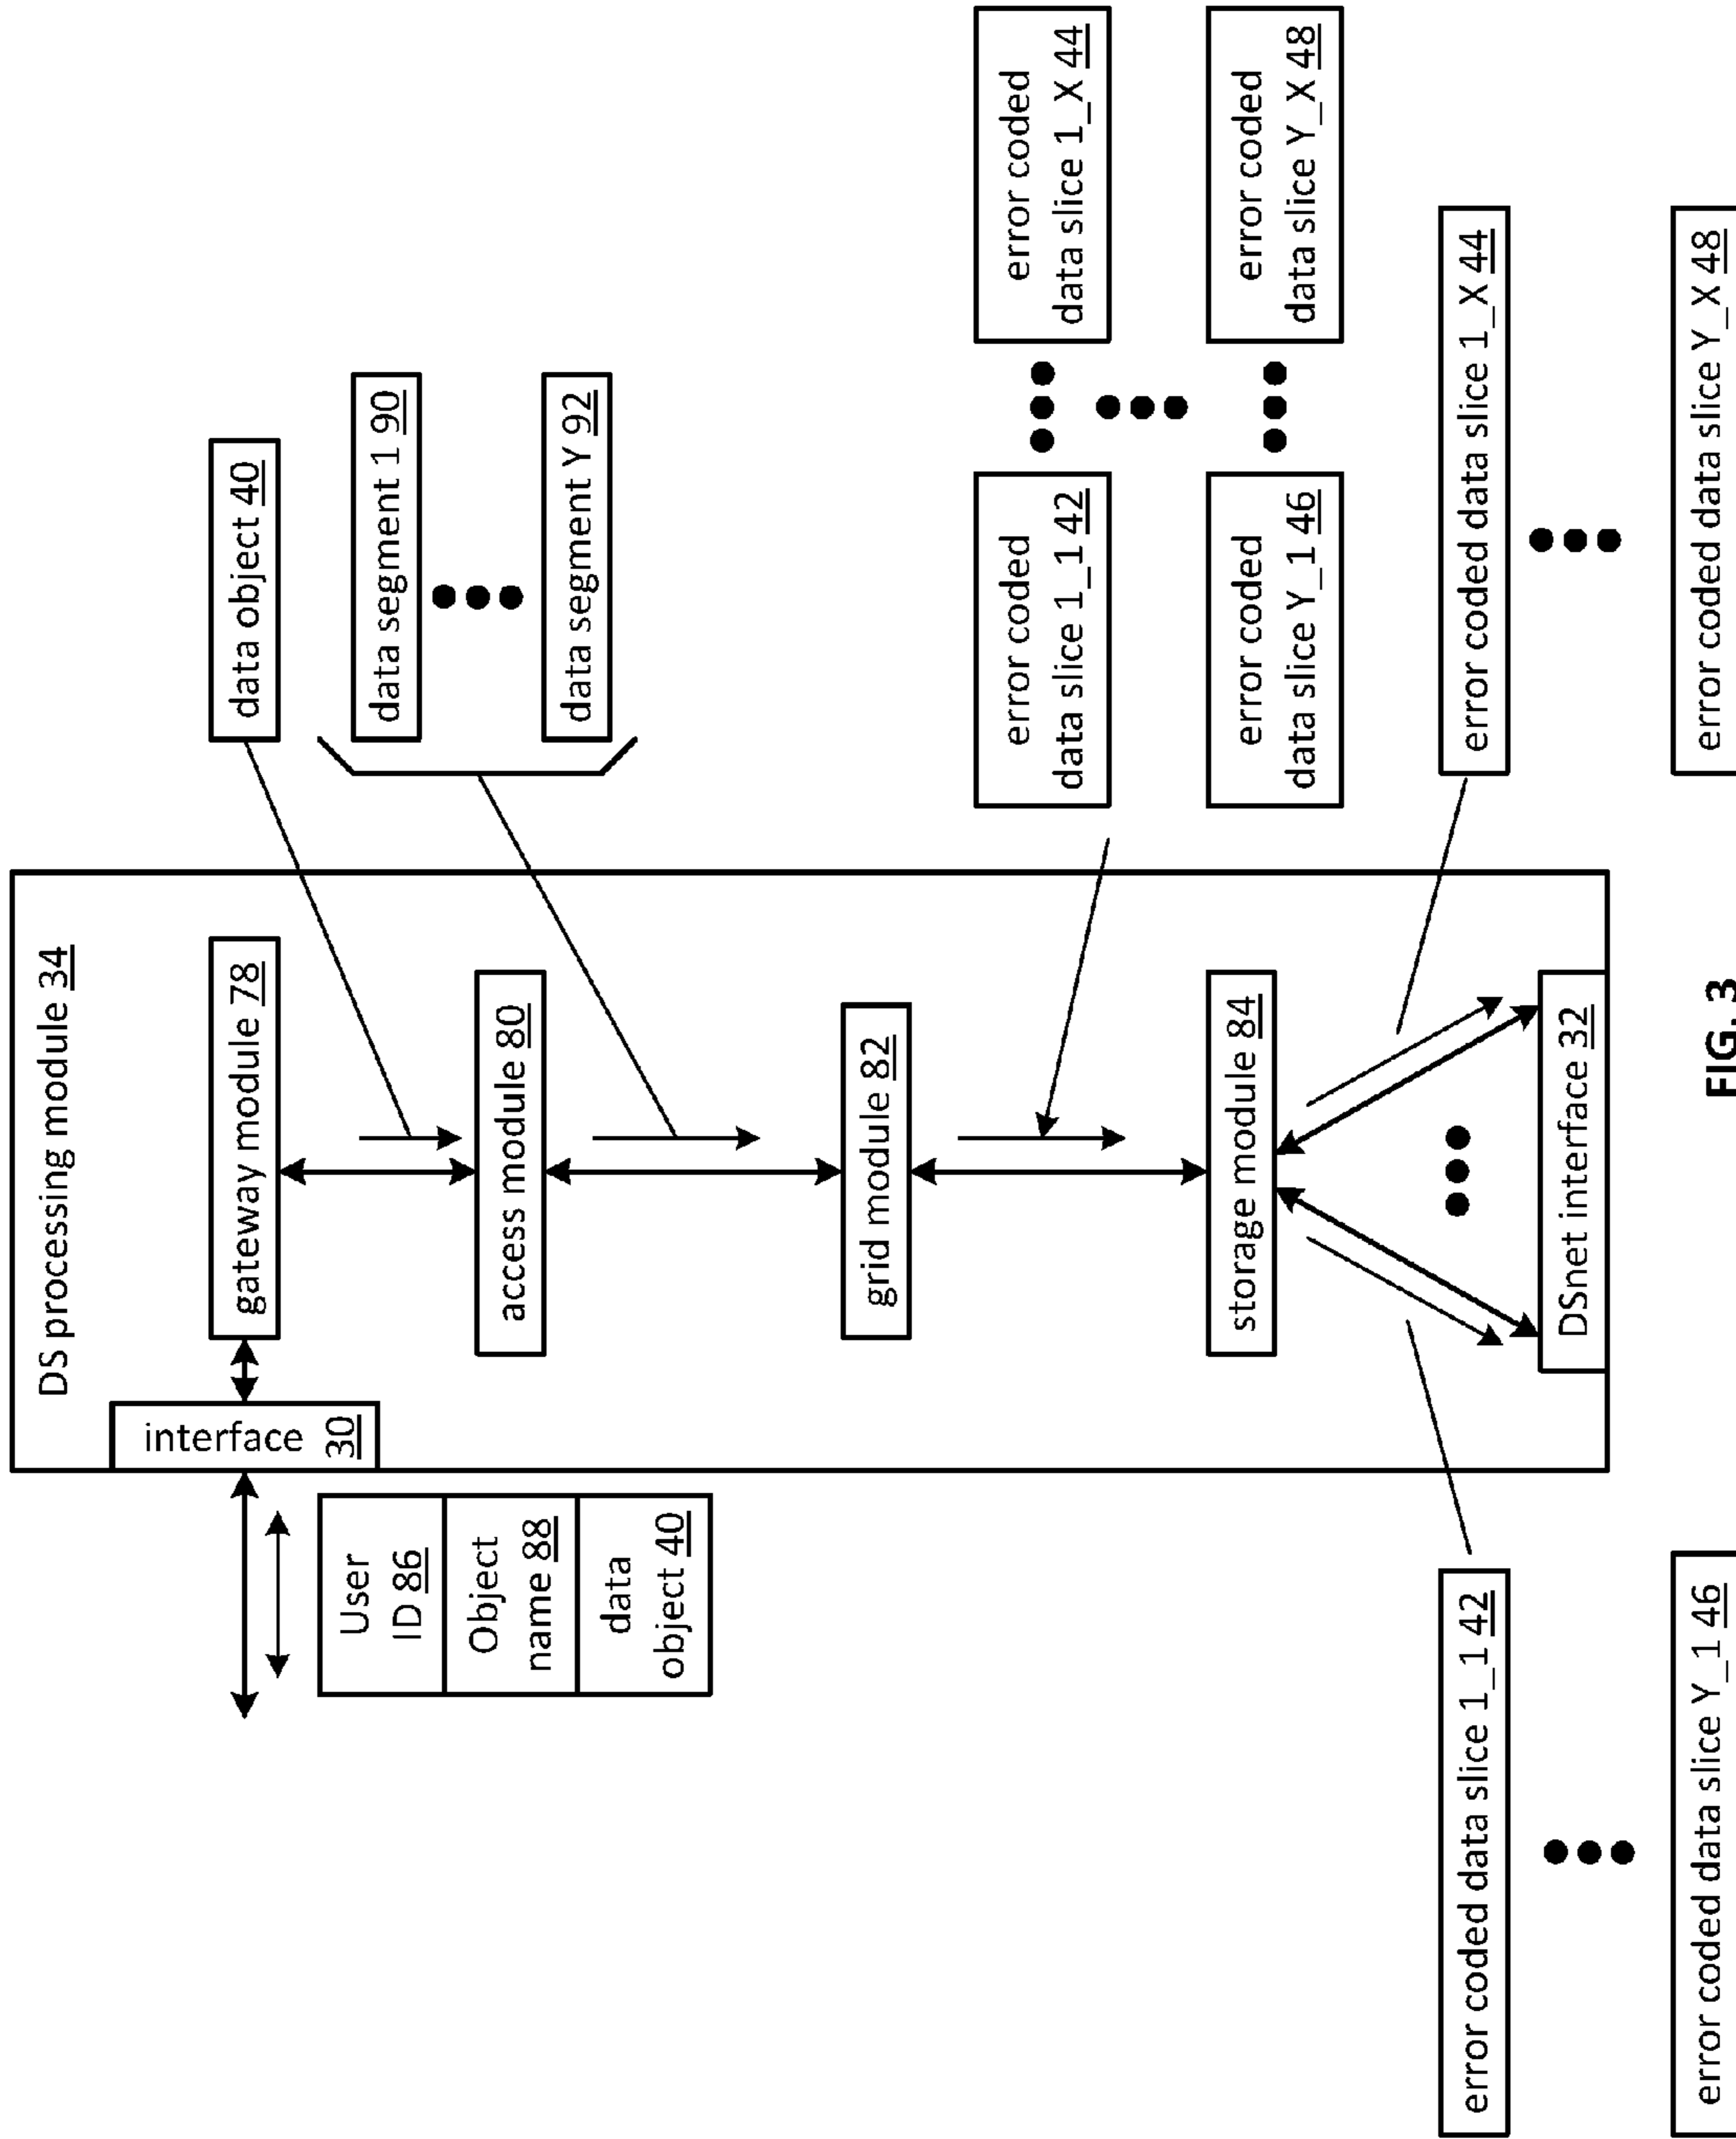 DS processing module 34
interface 30
gateway module 78
User
ID 86
Object
name 88
data
object 40
data object 40
access module 80
data segment 1 90
data segment Y 92
grid module 82
error coded
data slice 1_1 42
error coded
data slice 1_X 44
error coded
data slice Y_1 46
error coded
data slice Y_X 48
storage module 84
DSnet interface 32
error coded data slice 1_1 42
error coded data slice 1_X 44
error coded data slice Y_1 46
error coded data slice Y_X 48
FIG. 3